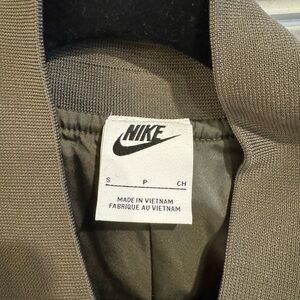 NIKE
S P CH
MADE IN VIETNAM
FABRIQUE AU VIETNAM